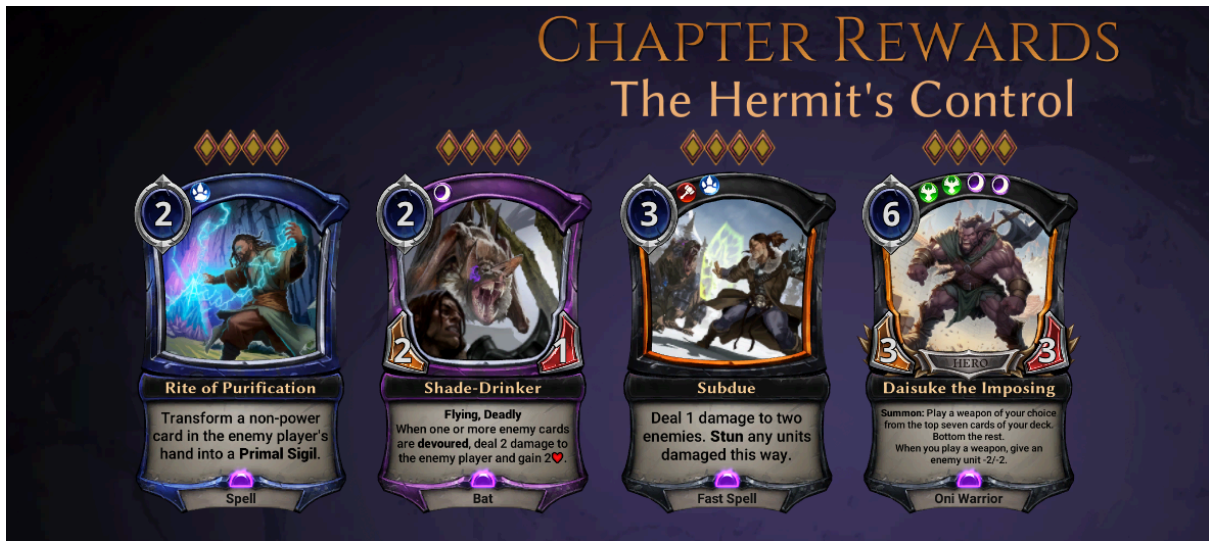 CHAPTER REWARDS
The Hermit's Control
2
Rite of Purification
Transform a non-power
card in the enemy player's
hand into a Primal Sigil.
Spell
2
2
1
Shade-Drinker
Flying, Deadly
When one or more enemy cards
are devoured, deal 2 damage to
the enemy player and gain 2
Bat
3
Subdue
Deal 1 damage to two
enemies. Stun any units
damaged this way.
Fast Spell
6
3
HERO
3
Daisuke the Imposing
Summon: Play a weapon of your choice
from the top seven cards of your deck.
Bottom the rest.
When you play a weapon, give an
enemy unit -2/-2.
Oni Warrior